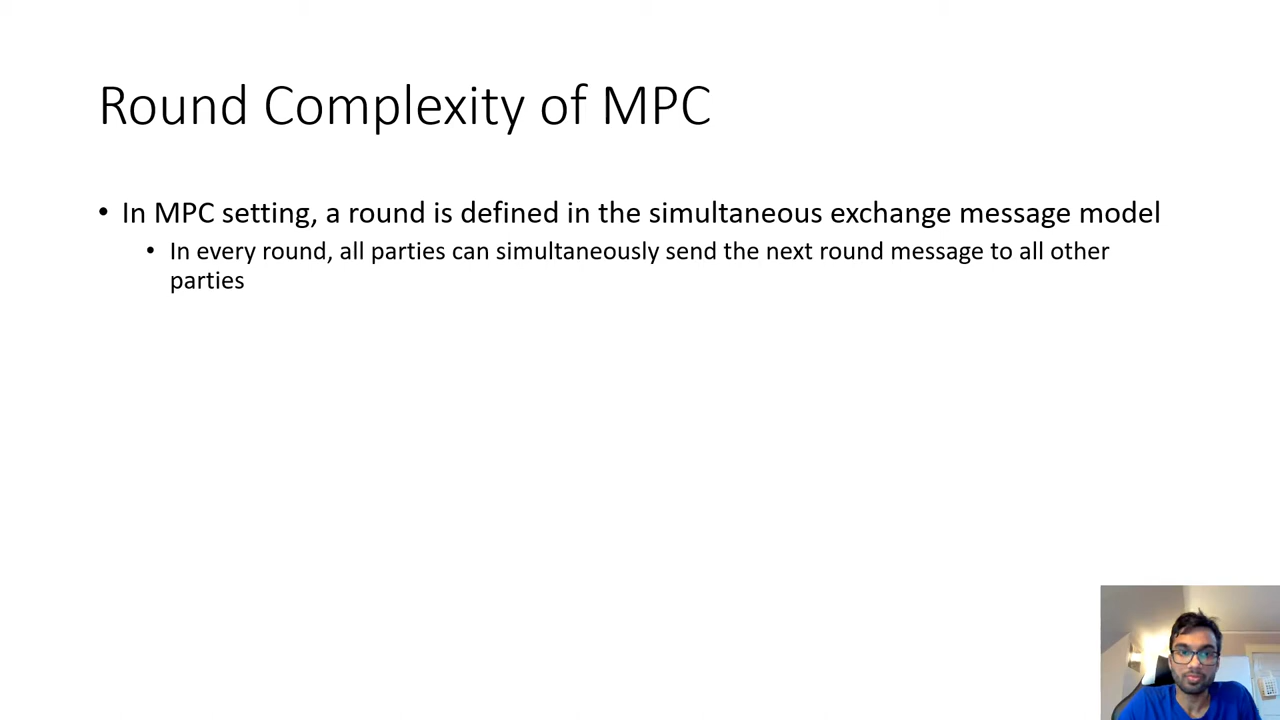 Round Complexity of MPC
• In MPC setting, a round is defined in the simultaneous exchange message model
• In every round, all parties can simultaneously send the next round message to all other
parties